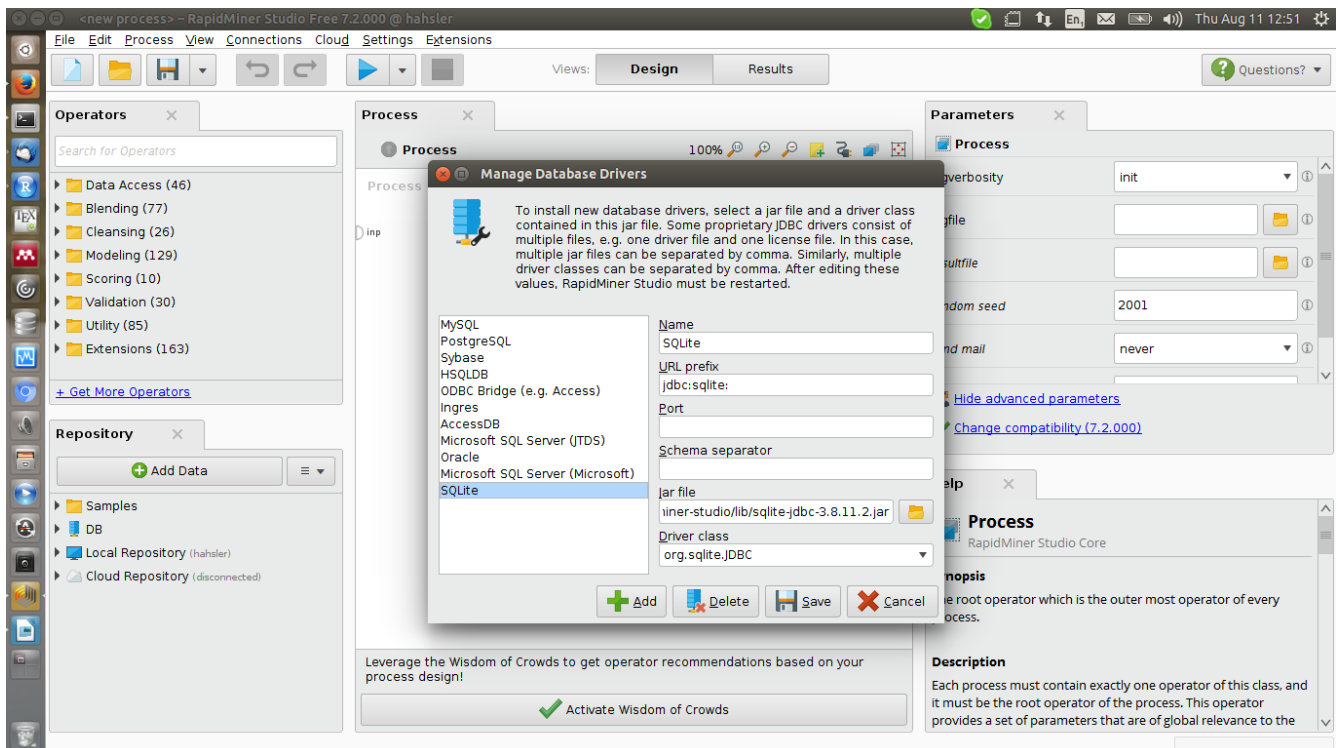 <new process> – RapidMiner Studio Free 7.2.000 @ hahsler
En1
Thu Aug 11 12:51
File Edit Process View Connections Cloud Settings Extensions
Views:
Design
Results
Questions?
Operators
Search for Operators
Data Access (46)
Blending (77)
Cleansing (26)
Modeling (129)
Scoring (10)
Validation (30)
Utility (85)
Extensions (163)
+ Get More Operators
Repository
Add Data
Samples
DB
Local Repository (hahsler)
Cloud Repository (disconnected)
Process
Process
100%
Process
inp
Leverage the Wisdom of Crowds to get operator recommendations based on your
process design!
Activate Wisdom of Crowds
Manage Database Drivers
To install new database drivers, select a jar file and a driver class
contained in this jar file. Some proprietary JDBC drivers consist of
multiple files, e.g. one driver file and one license file. In this case,
multiple jar files can be separated by comma. Similarly, multiple
driver classes can be separated by comma. After editing these
values, RapidMiner Studio must be restarted.
MySQL
PostgreSQL
Sybase
HSQLDB
ODBC Bridge (e.g. Access)
Ingres
AccessDB
Microsoft SQL Server (JTDS)
Oracle
Microsoft SQL Server (Microsoft)
SQLite
Name
SQLite
URL prefix
jdbc:sqlite:
Port
Schema separator
Jar file
niner-studio/lib/sqlite-jdbc-3.8.11.2.jar
Driver class
org.sqlite.JDBC
Add
Delete
Save
Cancel
Parameters
Process
gverbosity
init
gfile
sultfile
ndom seed
2001
nd mail
never
Hide advanced parameters
Change compatibility (7.2.000)
elp
Process
RapidMiner Studio Core
nopsis
e root operator which is the outer most operator of every
ocess.
Description
Each process must contain exactly one operator of this class, and
it must be the root operator of the process. This operator
provides a set of parameters that are of global relevance to the